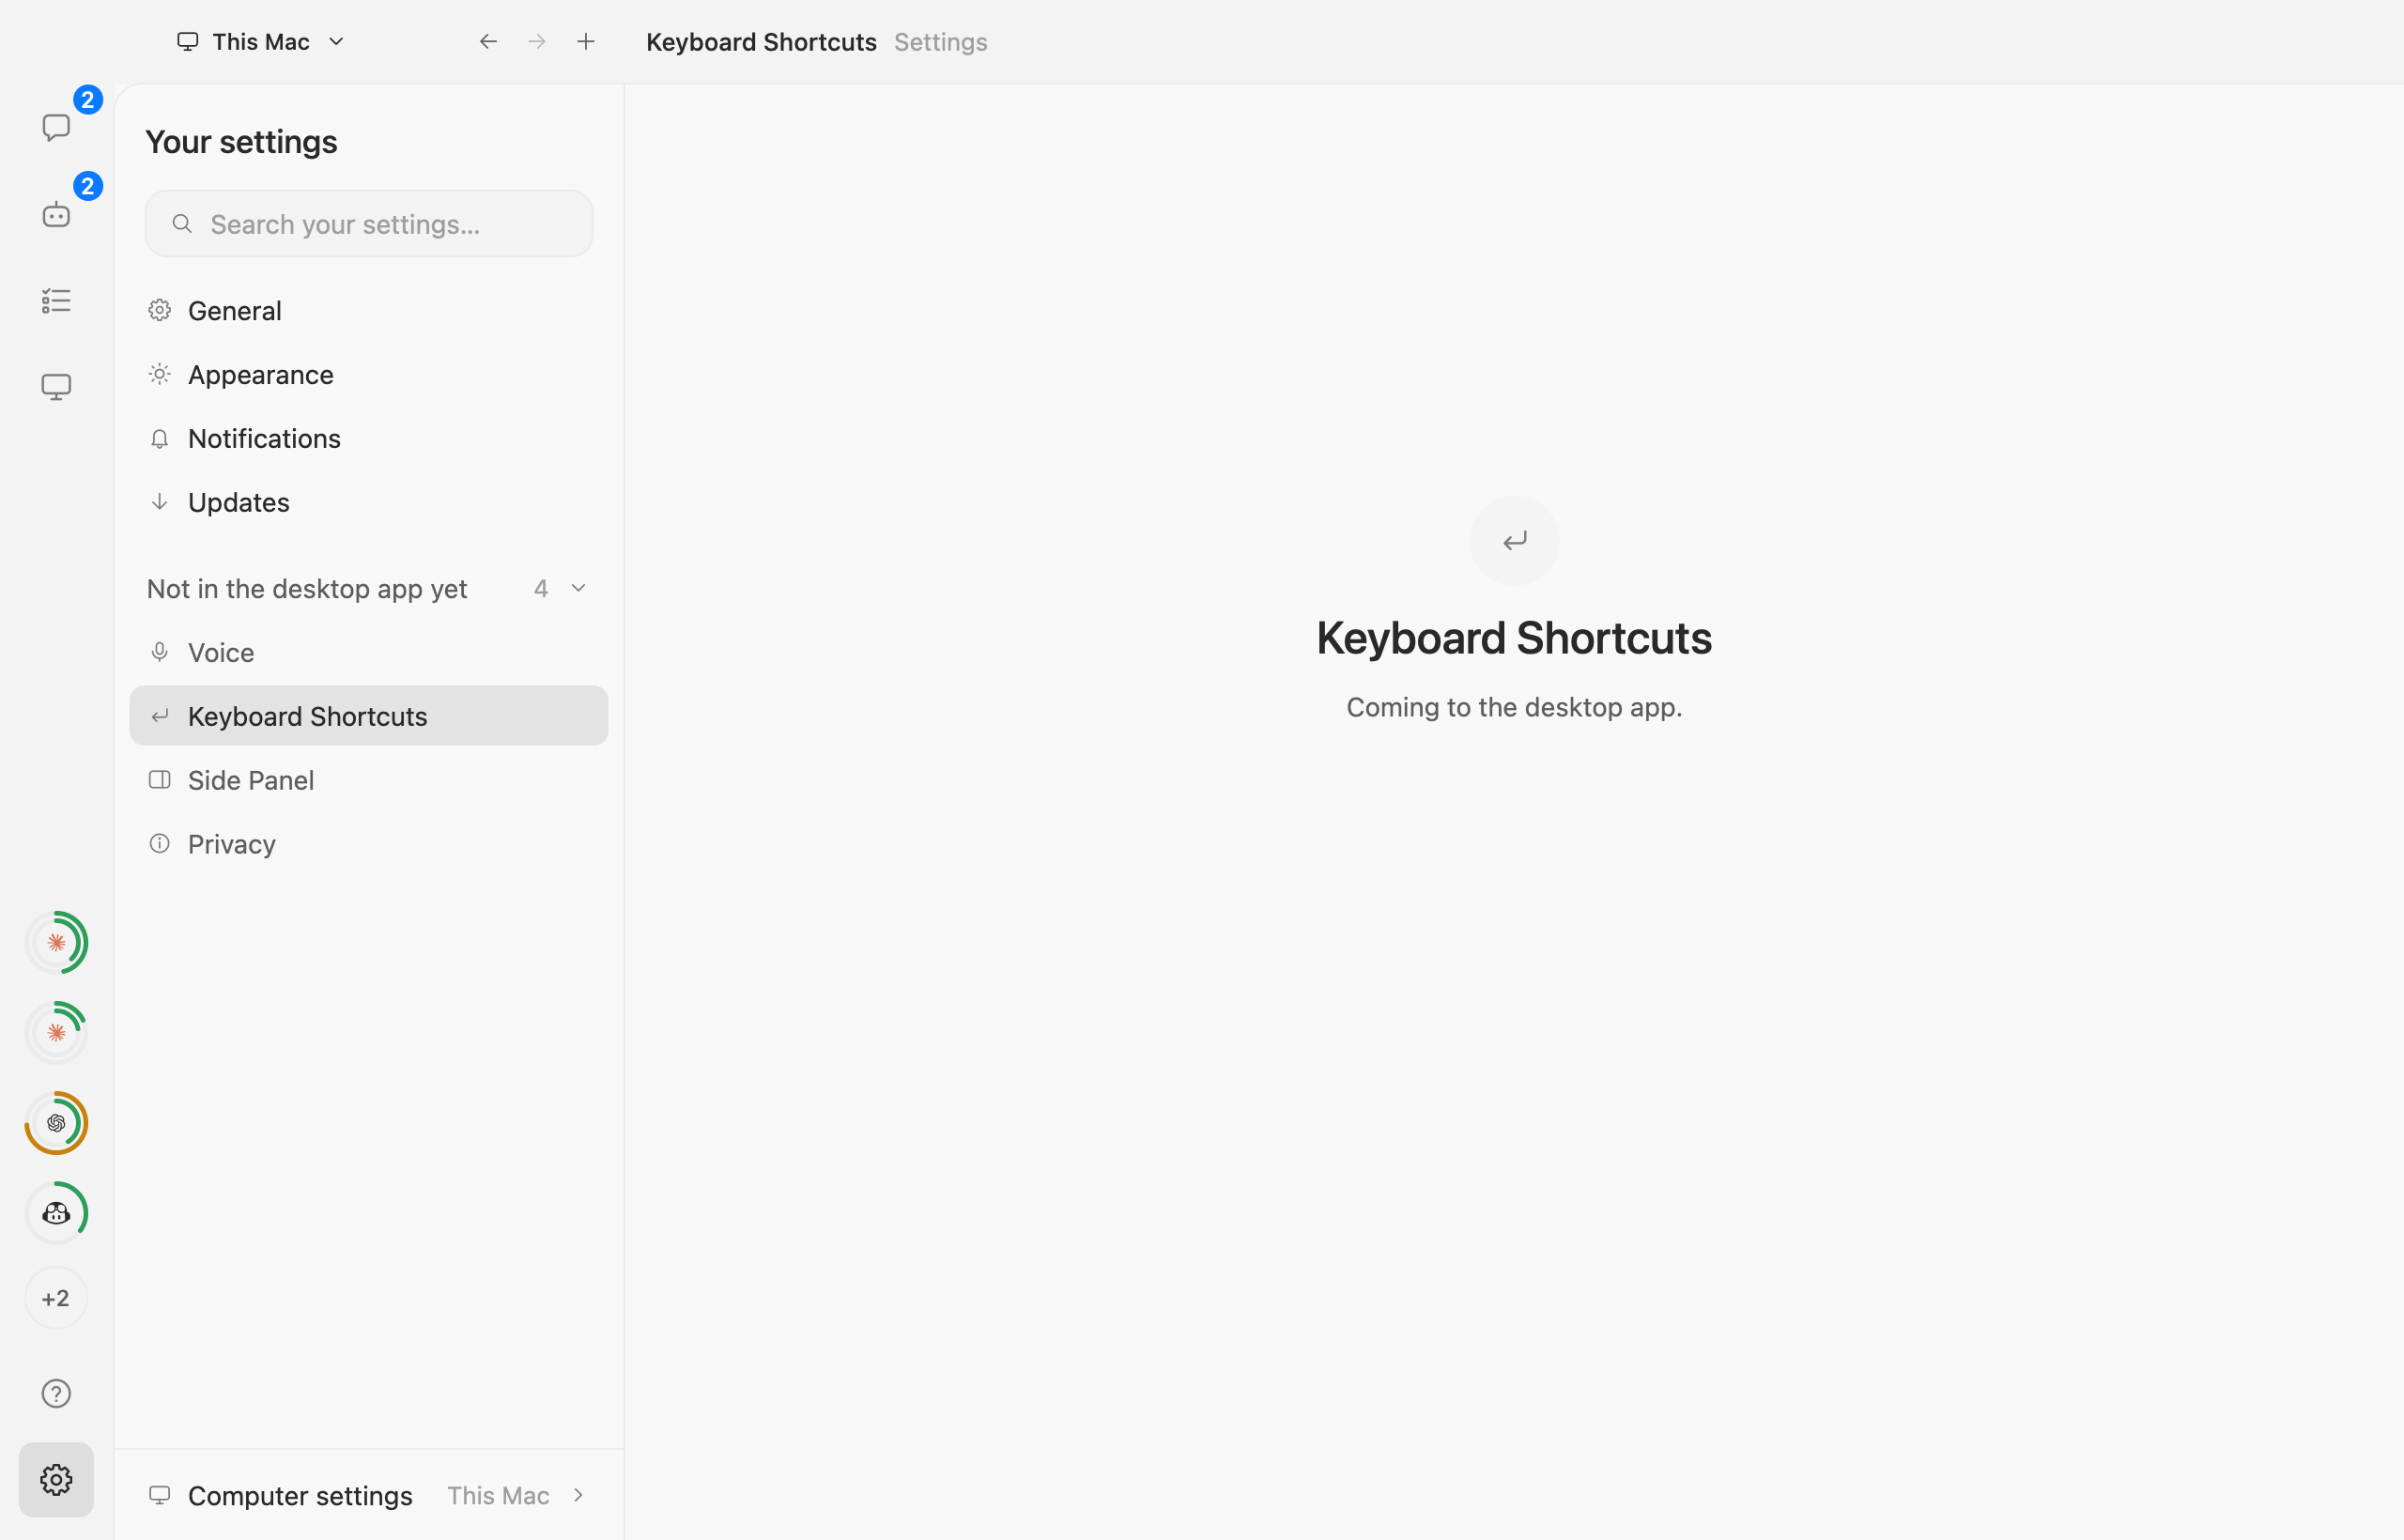 This Mac
Keyboard Shortcuts Settings
2
2
Your settings
Search your settings...
General
Appearance
Notifications
Updates
Not in the desktop app yet 4
Voice
Keyboard Shortcuts
Side Panel
Privacy
Keyboard Shortcuts
Coming to the desktop app.
+2
Computer settings This Mac